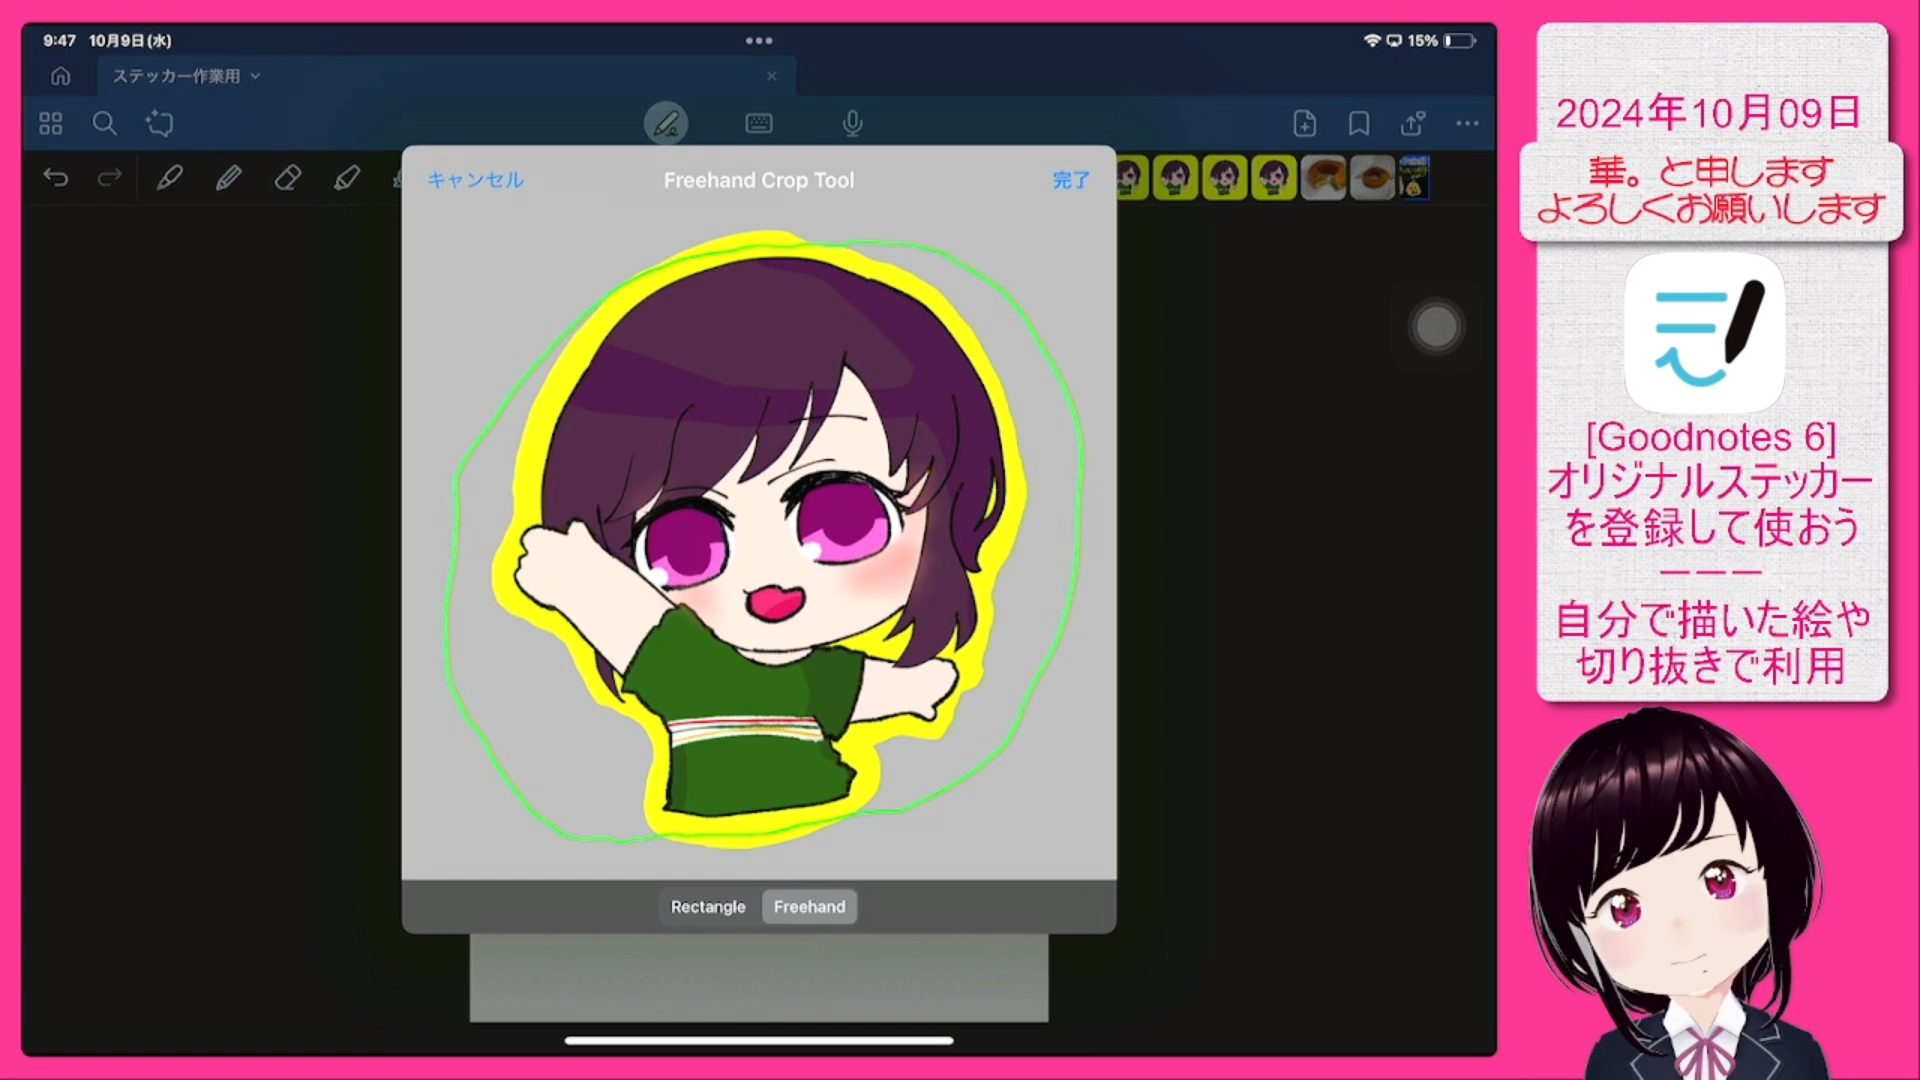 9:47 10月9日(水)
15%
ステッカー作業用
キャンセル
Freehand Crop Tool
完了
Rectangle
Freehand
2024年10月09日
華。と申します
よろしくお願いします
[Goodnotes 6]
オリジナルステッカー
を登録して使おう
ーーー
自分で描いた絵や
切り抜きで利用